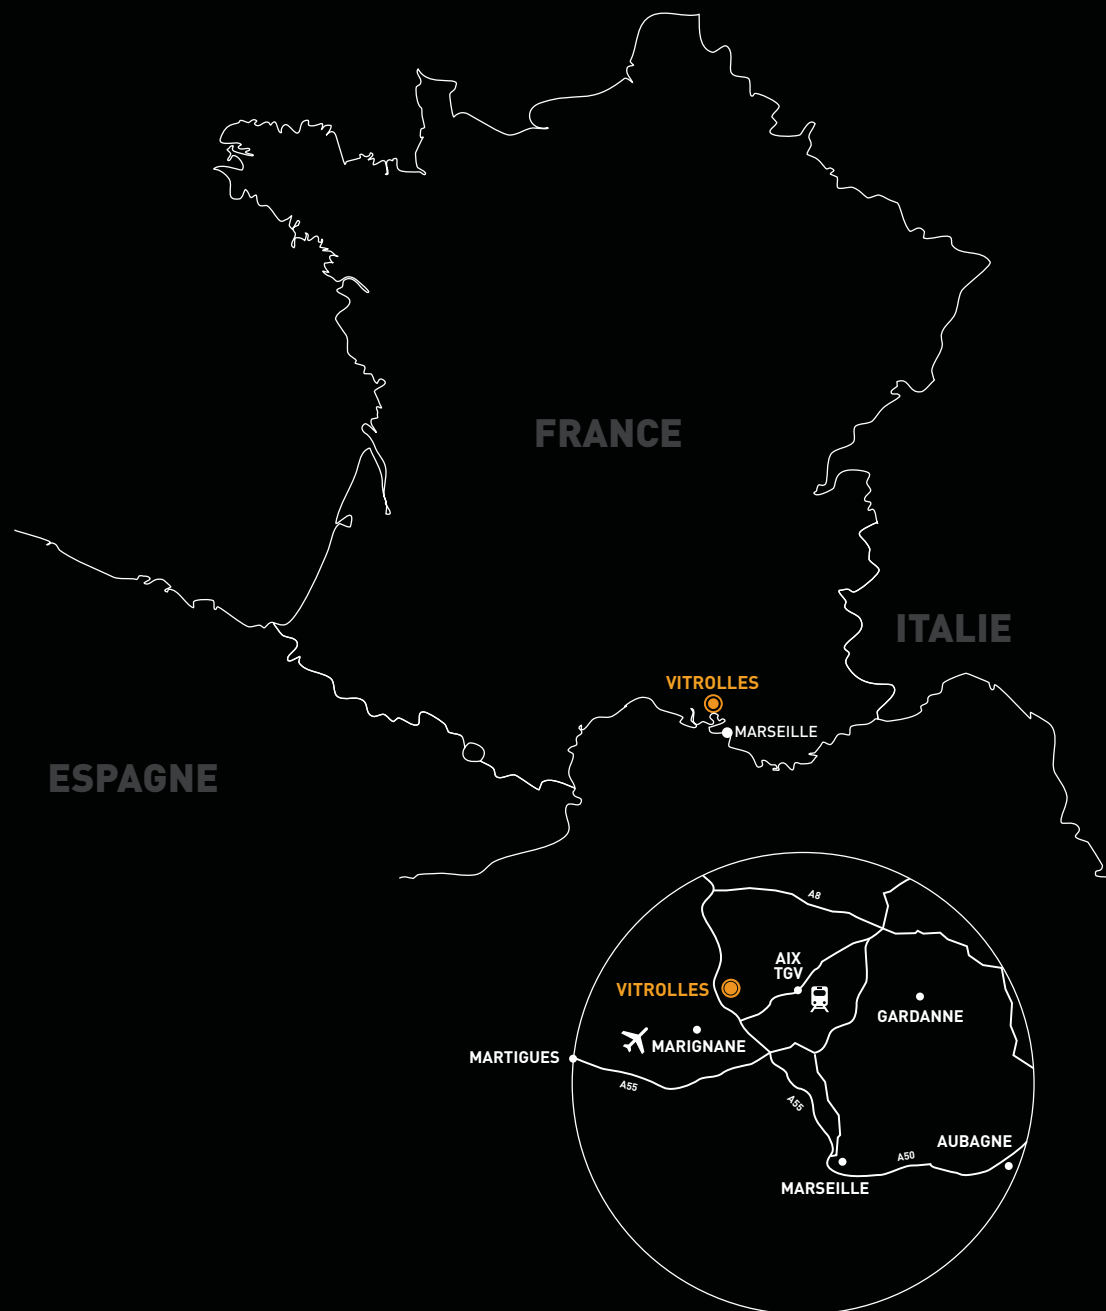 FRANCE
ITALIE
VITROLLES
MARSEILLE
ESPAGNE
A8
AIX
TGV
VITROLLES
GARDANNE
MARIGNANE
MARTIGUES
A55
A55
AUBAGNE
A50
MARSEILLE